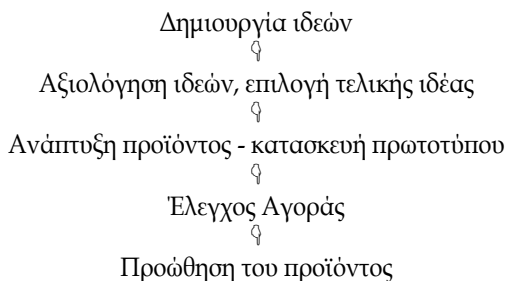 Δημιουργία ιδεών
👇
Αξιολόγηση ιδεών, επιλογή τελικής ιδέας
👇
Ανάπτυξη προϊόντος - κατασκευή πρωτοτύπου
👇
Έλεγχος Αγοράς
👇
Προώθηση του προϊόντος